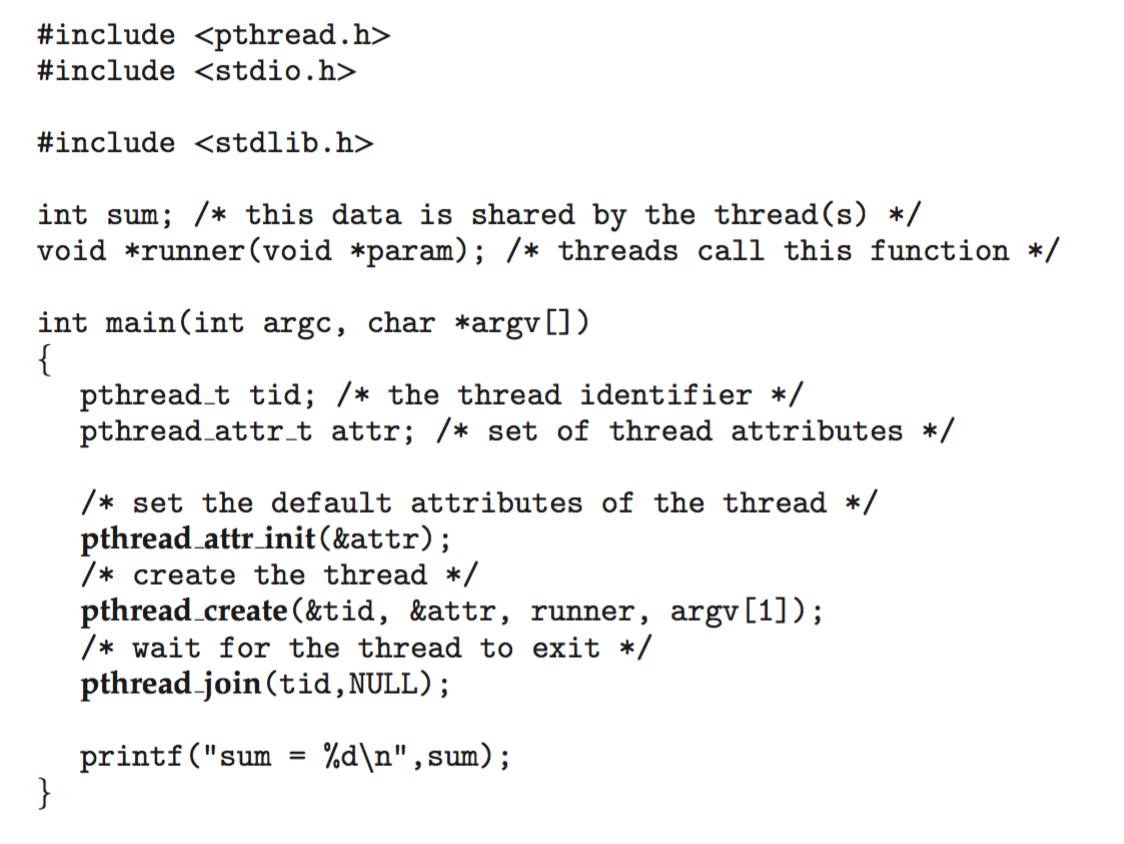 #include <pthread.h>
#include <stdio.h>
#include <stdlib.h>
int sum; /* this data is shared by the thread(s) */
void *runner(void *param); /* threads call this function */
int main(int argc, char *argv[])
{
pthread_t tid; /* the thread identifier */
pthread_attr_t attr; /* set of thread attributes */
/* set the default attributes of the thread */
pthread_attr_init(&attr);
/* create the thread */
pthread_create(&tid, &attr, runner, argv[1]);
/* wait for the thread to exit */
pthread_join(tid,NULL);
printf("sum = %d\n",sum);
}